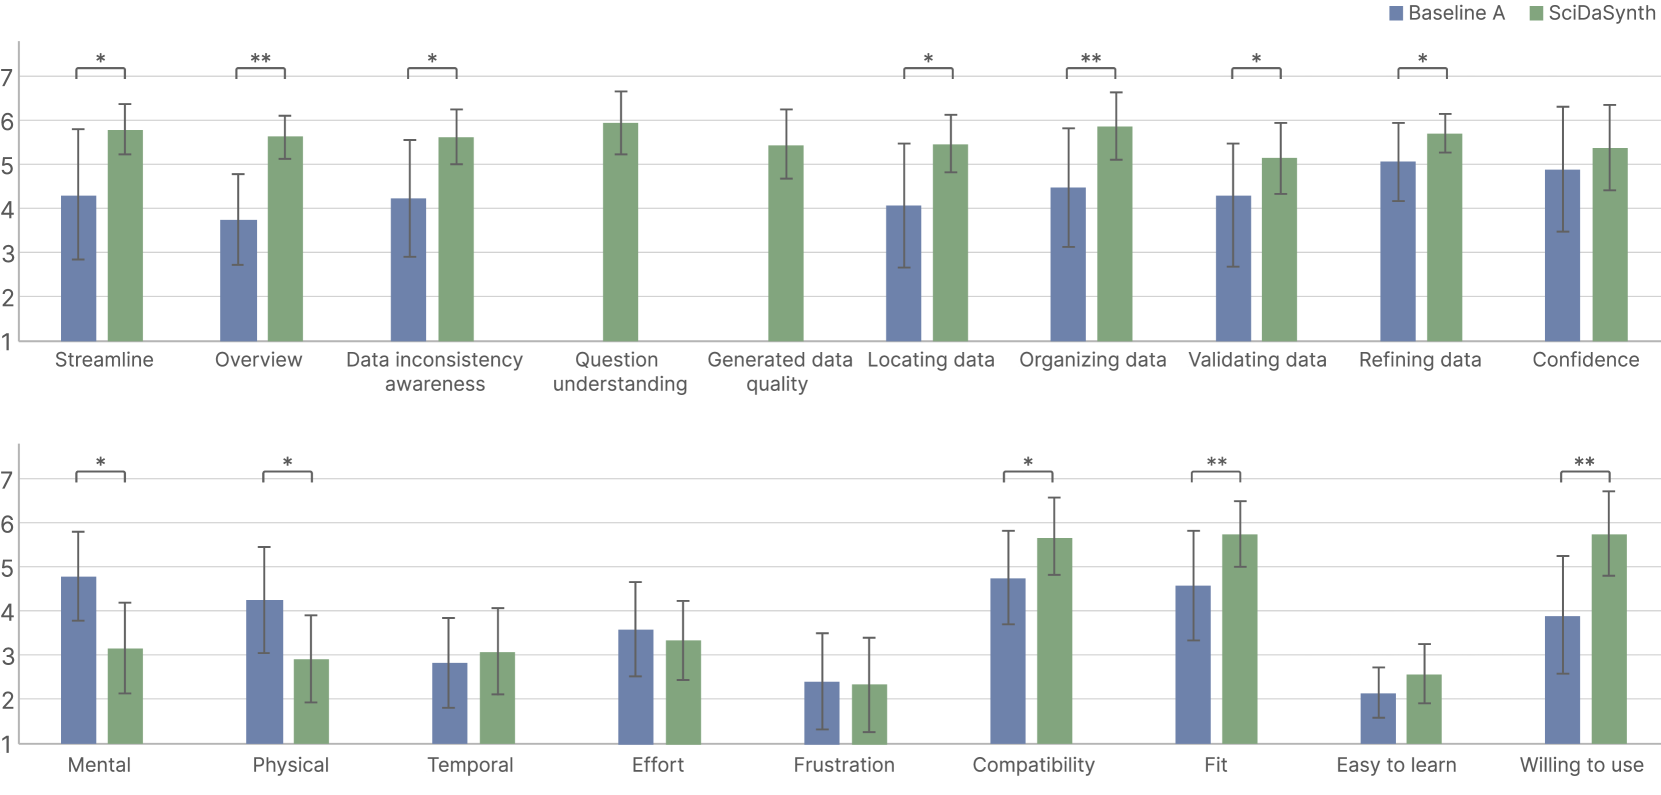 Baseline A SciDaSynth
* ** * * ** * *
7
6
5
4
3
2
1
Streamline Overview Data inconsistency Question Generated data Locating data Organizing data Validating data Refining data Confidence
awareness understanding quality
* * * ** **
7
6
5
4
3
2
1
Mental Physical Temporal Effort Frustration Compatibility Fit Easy to learn Willing to use